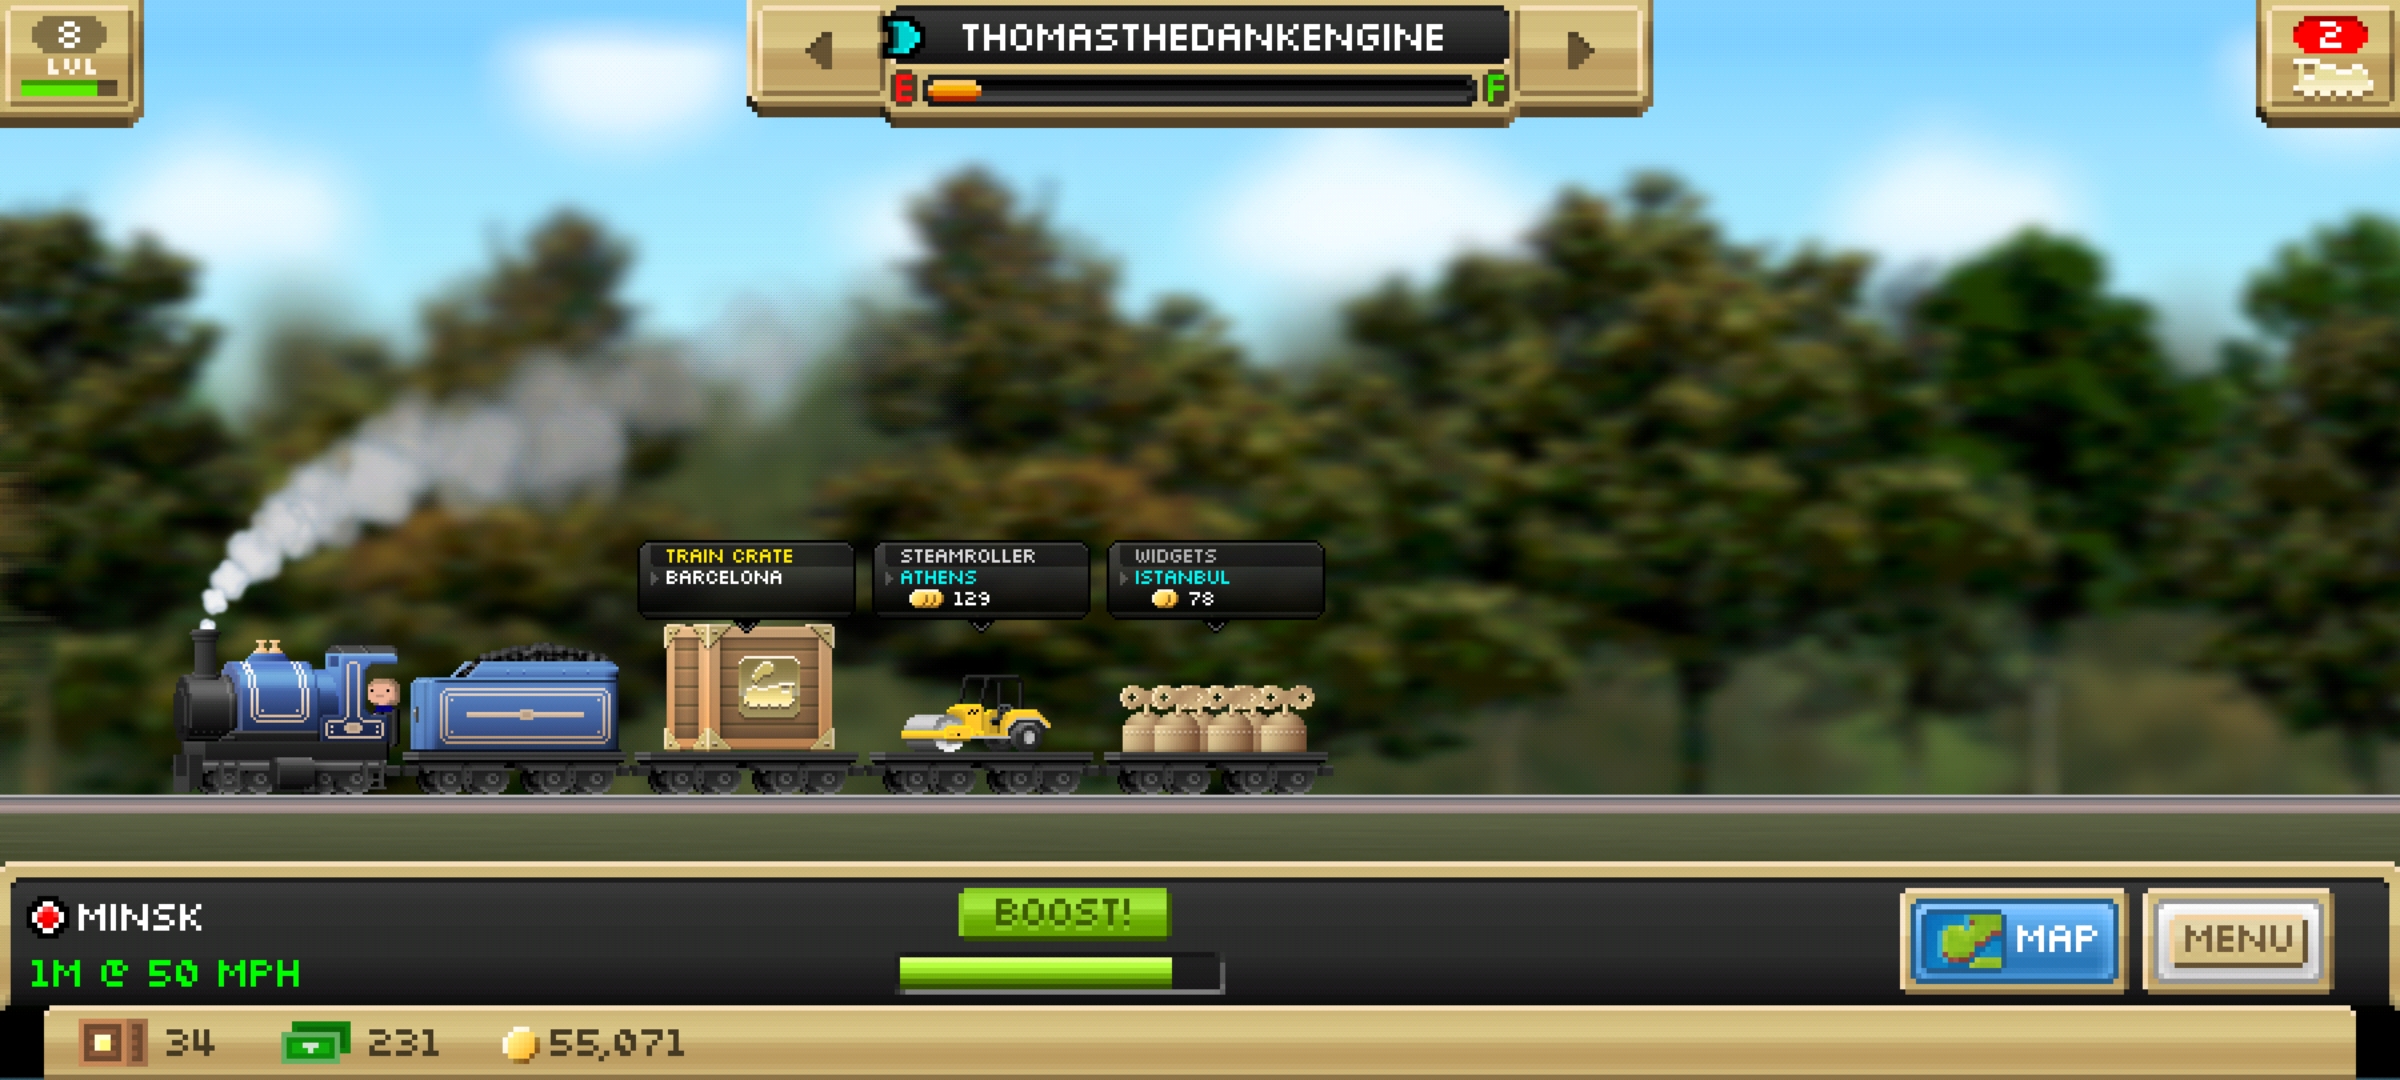 8
LVL
THOMASTHEDANKENGINE
E F
2
TRAIN CRATE
BARCELONA
STEAMROLLER
ATHENS
129
WIDGETS
ISTANBUL
78
MINSK
1M @ 50 MPH
BOOST!
MAP
MENU
34
231
55,071